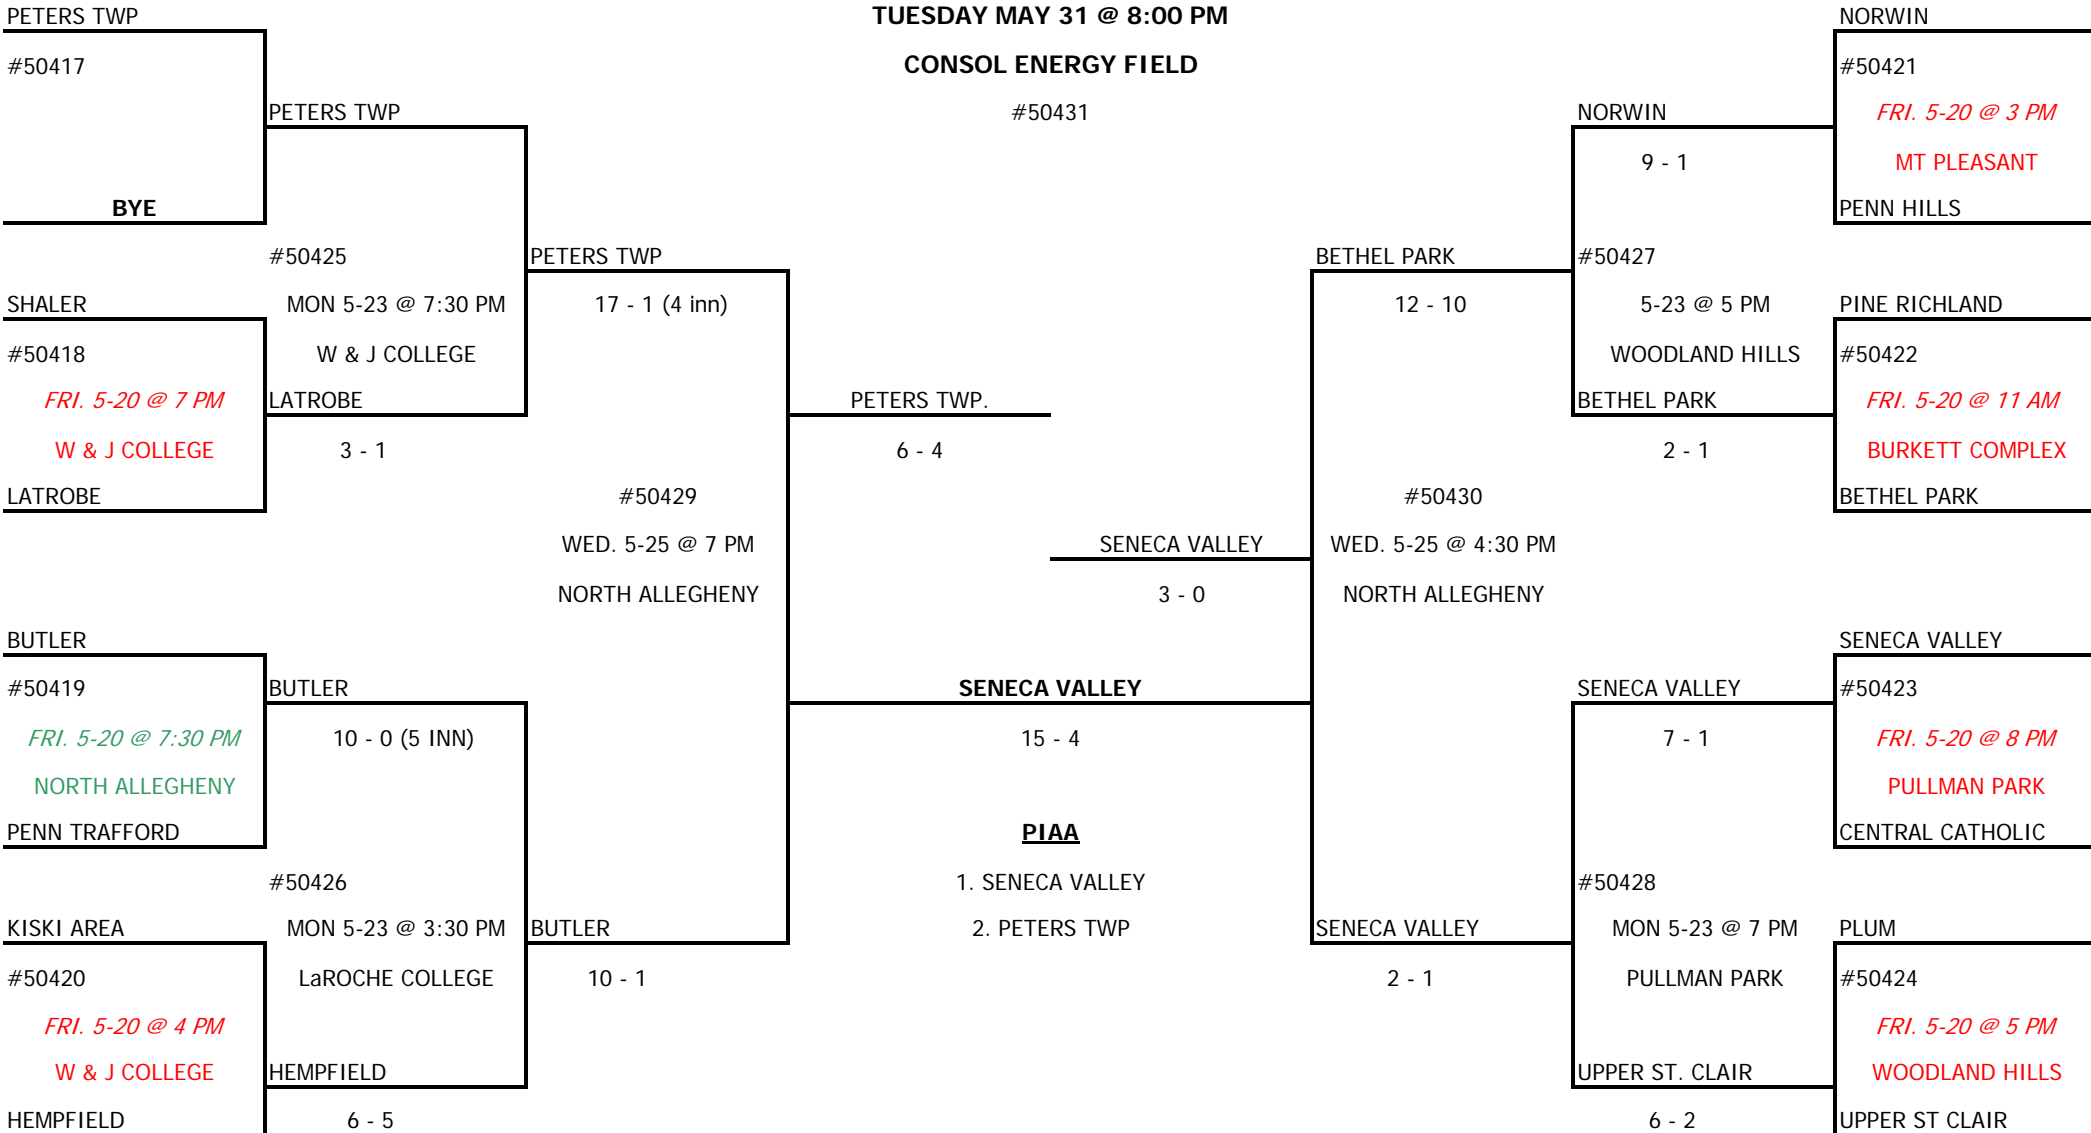 PETERS TWP
#50417
BYE
SHALER
#50418
FRI. 5-20 @ 7 PM
W & J COLLEGE
LATROBE
BUTLER
#50419
FRI. 5-20 @ 7:30 PM
NORTH ALLEGHENY
PENN TRAFFORD
KISKI AREA
#50420
FRI. 5-20 @ 4 PM
W & J COLLEGE
HEMPFIELD
PETERS TWP
#50425
MON 5-23 @ 7:30 PM
W & J COLLEGE
LATROBE
3 - 1
BUTLER
10 - 0 (5 INN)
#50426
MON 5-23 @ 3:30 PM
LaROCHE COLLEGE
HEMPFIELD
6 - 5
PETERS TWP
17 - 1 (4 inn)
#50429
WED. 5-25 @ 7 PM
NORTH ALLEGHENY
BUTLER
10 - 1
TUESDAY MAY 31 @ 8:00 PM
CONSOL ENERGY FIELD
#50431
PETERS TWP.
6 - 4
SENECA VALLEY
3 - 0
SENECA VALLEY
15 - 4
PIAA
1. SENECA VALLEY
2. PETERS TWP
BETHEL PARK
12 - 10
#50430
WED. 5-25 @ 4:30 PM
NORTH ALLEGHENY
SENECA VALLEY
2 - 1
NORWIN
9 - 1
#50427
5-23 @ 5 PM
WOODLAND HILLS
BETHEL PARK
2 - 1
SENECA VALLEY
7 - 1
#50428
MON 5-23 @ 7 PM
PULLMAN PARK
UPPER ST. CLAIR
6 - 2
NORWIN
#50421
FRI. 5-20 @ 3 PM
MT PLEASANT
PENN HILLS
PINE RICHLAND
#50422
FRI. 5-20 @ 11 AM
BURKETT COMPLEX
BETHEL PARK
SENECA VALLEY
#50423
FRI. 5-20 @ 8 PM
PULLMAN PARK
CENTRAL CATHOLIC
PLUM
#50424
FRI. 5-20 @ 5 PM
WOODLAND HILLS
UPPER ST CLAIR